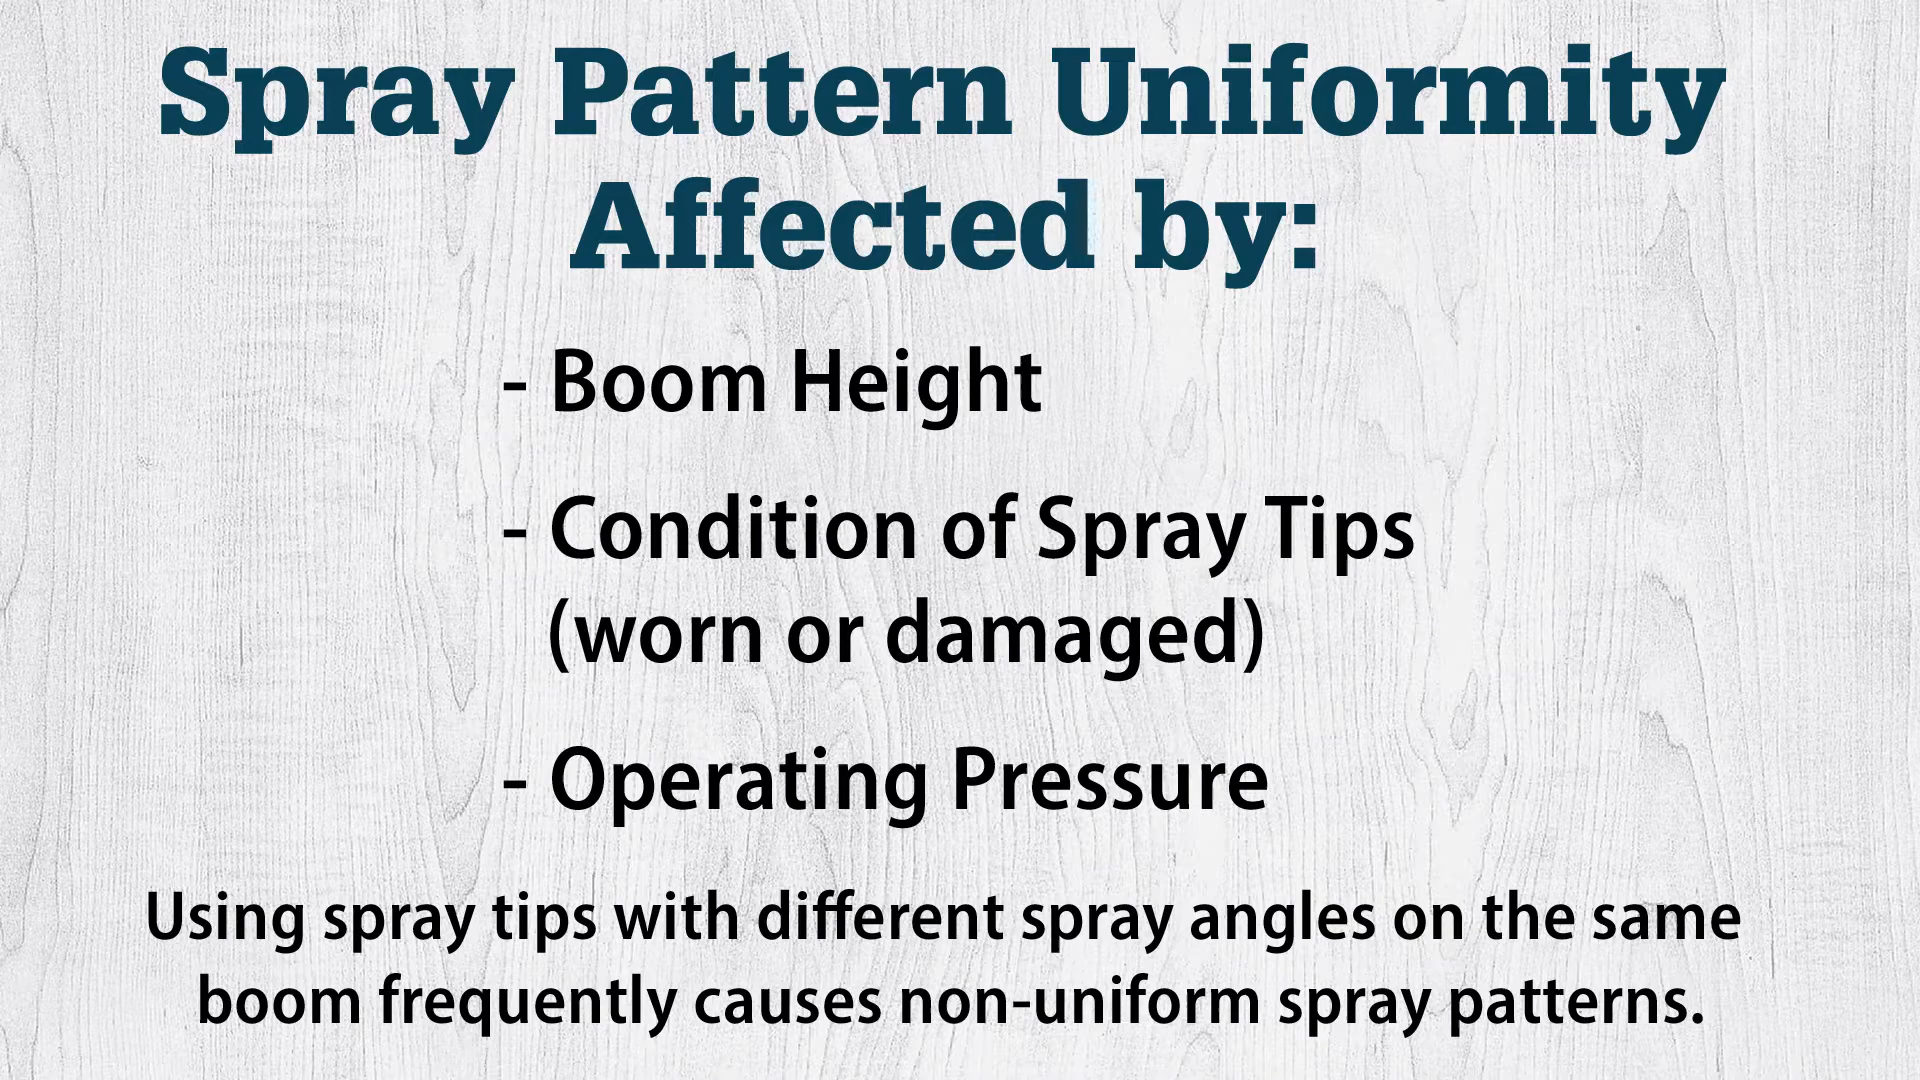 Spray Pattern Uniformity
Affected by:
- Boom Height
- Condition of Spray Tips
(worn or damaged)
- Operating Pressure
Using spray tips with different spray angles on the same
boom frequently causes non-uniform spray patterns.